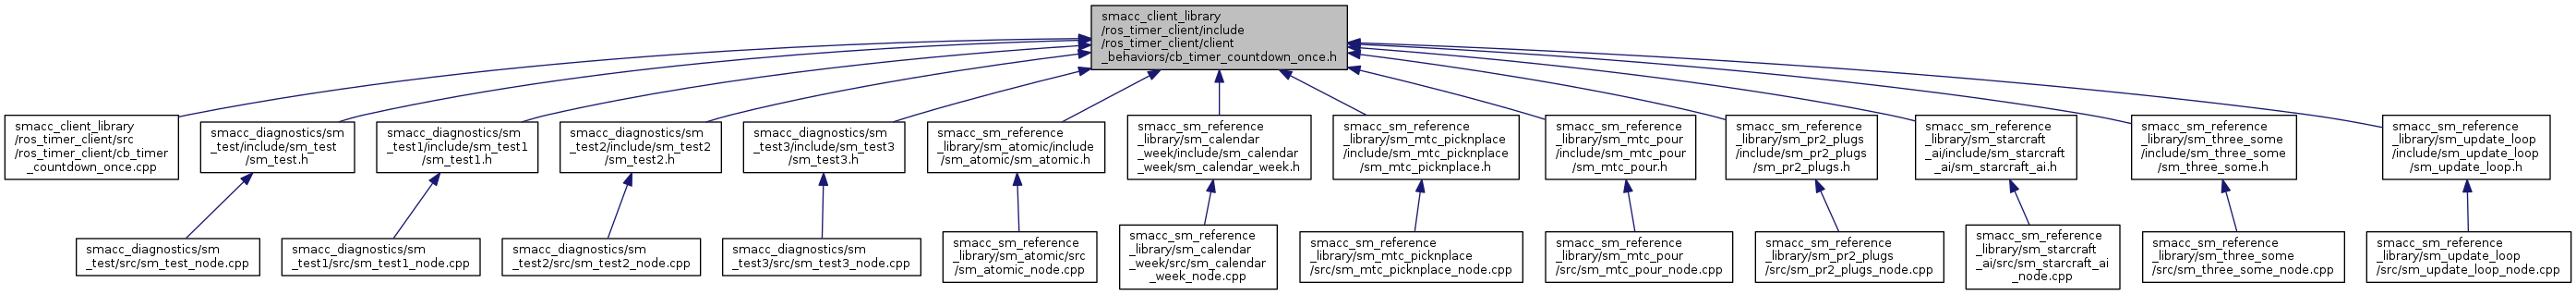 smacc_client_library
/ros_timer_client/include
/ros_timer_client/client
_behaviors/cb_timer_countdown_once.h
smacc_client_library
/ros_timer_client/src
/ros_timer_client/cb_timer
_countdown_once.cpp
smacc_diagnostics/sm
_test/include/sm_test
/sm_test.h
smacc_diagnostics/sm
_test1/include/sm_test1
/sm_test1.h
smacc_diagnostics/sm
_test2/include/sm_test2
/sm_test2.h
smacc_diagnostics/sm
_test3/include/sm_test3
/sm_test3.h
smacc_sm_reference
_library/sm_atomic/include
/sm_atomic/sm_atomic.h
smacc_sm_reference
_library/sm_calendar
_week/include/sm_calendar
_week/sm_calendar_week.h
smacc_sm_reference
_library/sm_mtc_picknplace
/include/sm_mtc_picknplace
/sm_mtc_picknplace.h
smacc_sm_reference
_library/sm_mtc_pour
/include/sm_mtc_pour
/sm_mtc_pour.h
smacc_sm_reference
_library/sm_pr2_plugs
/include/sm_pr2_plugs
/sm_pr2_plugs.h
smacc_sm_reference
_library/sm_starcraft
_ai/include/sm_starcraft
_ai/sm_starcraft_ai.h
smacc_sm_reference
_library/sm_three_some
/include/sm_three_some
/sm_three_some.h
smacc_sm_reference
_library/sm_update_loop
/include/sm_update_loop
/sm_update_loop.h
smacc_diagnostics/sm
_test/src/sm_test_node.cpp
smacc_diagnostics/sm
_test1/src/sm_test1_node.cpp
smacc_diagnostics/sm
_test2/src/sm_test2_node.cpp
smacc_diagnostics/sm
_test3/src/sm_test3_node.cpp
smacc_sm_reference
_library/sm_atomic/src
/sm_atomic_node.cpp
smacc_sm_reference
_library/sm_calendar
_week/src/sm_calendar
_week_node.cpp
smacc_sm_reference
_library/sm_mtc_picknplace
/src/sm_mtc_picknplace_node.cpp
smacc_sm_reference
_library/sm_mtc_pour
/src/sm_mtc_pour_node.cpp
smacc_sm_reference
_library/sm_pr2_plugs
/src/sm_pr2_plugs_node.cpp
smacc_sm_reference
_library/sm_starcraft
_ai/src/sm_starcraft_ai
_node.cpp
smacc_sm_reference
_library/sm_three_some
/src/sm_three_some_node.cpp
smacc_sm_reference
_library/sm_update_loop
/src/sm_update_loop_node.cpp